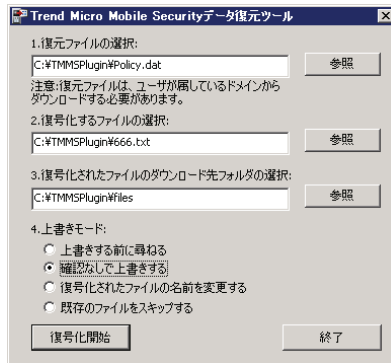 Trend Micro Mobile Securityデータ復元ツール
1.復元ファイルの選択:
C:¥TMMSPlugin¥Policy.dat
参照
注意:復元ファイルは、ユーザが属しているドメインから
ダウンロードする必要があります。
2.復号化するファイルの選択:
C:¥TMMSPlugin¥666.txt
参照
3.復号化されたファイルのダウンロード先フォルダの選択:
C:¥TMMSPlugin¥files
参照
4.上書きモード:
上書きする前に尋ねる
確認なしで上書きする
復号化されたファイルの名前を変更する
既存のファイルをスキップする
復号化開始
終了